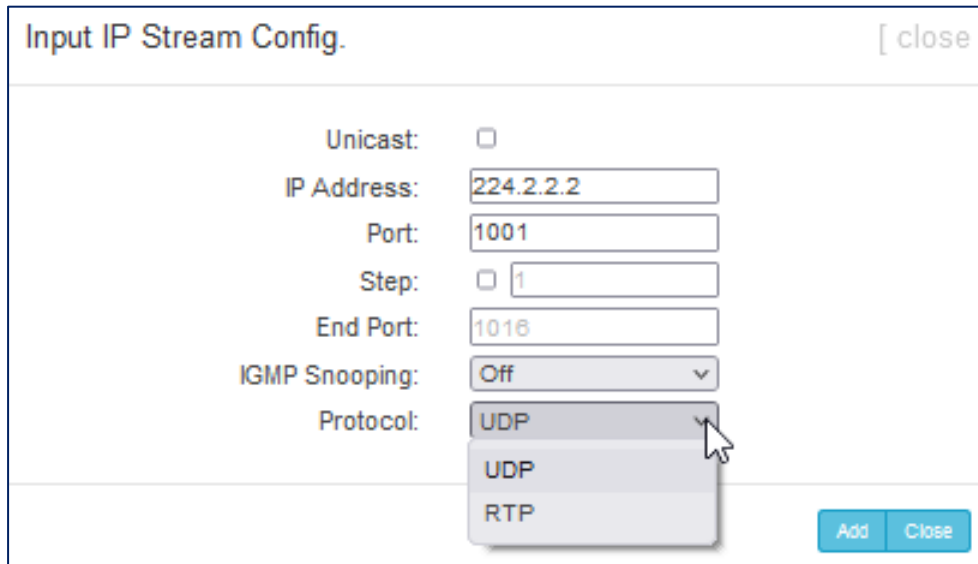 Input IP Stream Config. [ close
Unicast:
IP Address: 224.2.2.2
Port: 1001
Step: 1
End Port: 1016
IGMP Snooping: Off
Protocol: UDP
UDP
RTP
Add Close